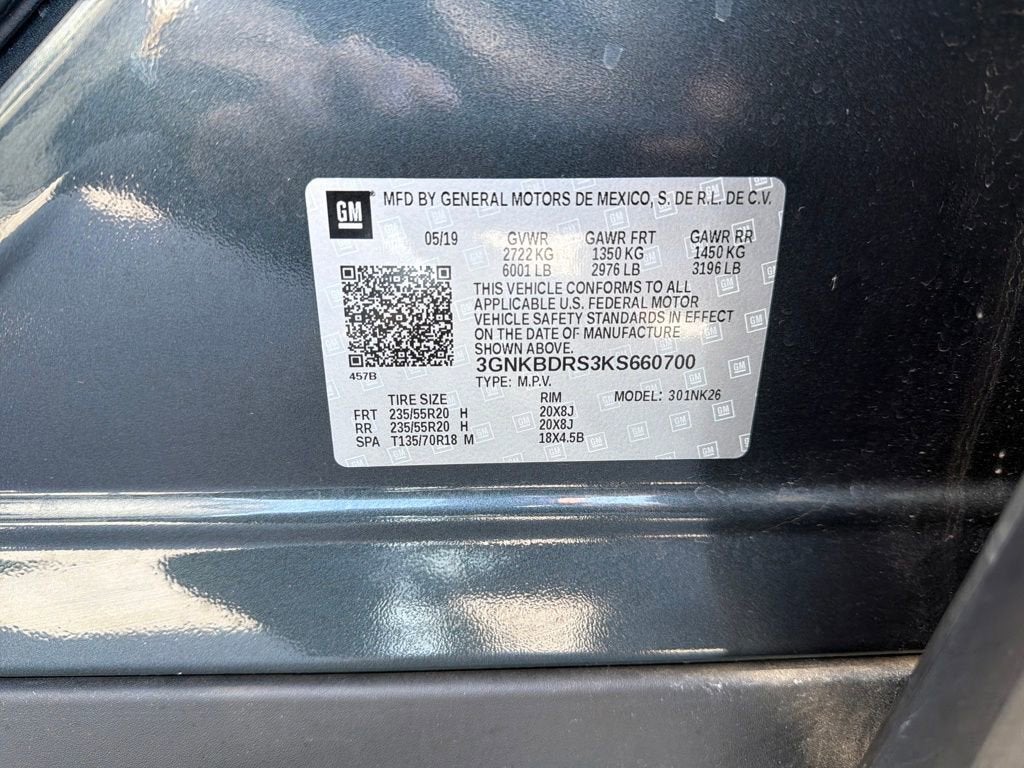 GM
MFD BY GENERAL MOTORS DE MEXICO, S. DE R.L. DE C.V.
05/19 GVWR GAWR FRT GAWR RR
2722 KG 1350 KG 1450 KG
6001 LB 2976 LB 3196 LB
THIS VEHICLE CONFORMS TO ALL
APPLICABLE U.S. FEDERAL MOTOR
VEHICLE SAFETY STANDARDS IN EFFECT
ON THE DATE OF MANUFACTURE
SHOWN ABOVE.
457B
3GNKBDRS3KS660700
TYPE: M.P.V.
TIRE SIZE RIM MODEL: 301NK26
FRT 235/55R20 H 20X8J
RR 235/55R20 H 20X8J
SPA T135/70R18 M 18X4.5B